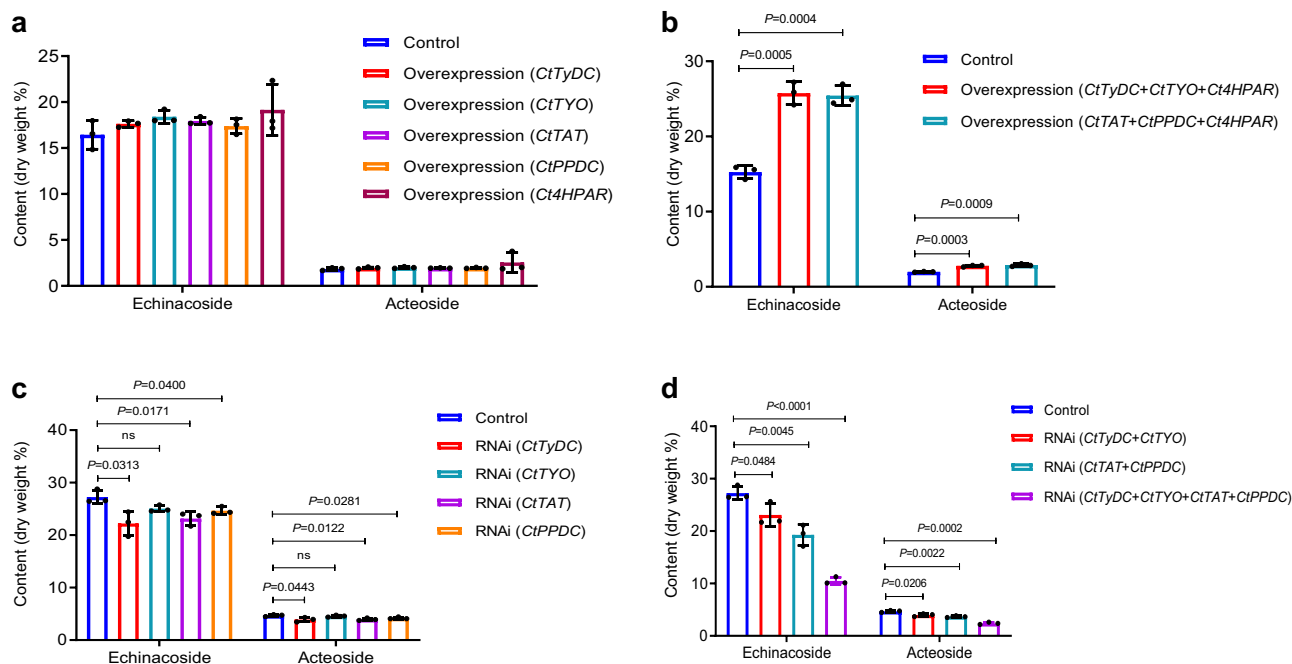 a
Content (dry weight %)
25
20
15
10
5
0
Echinacoside
Acteoside
Control
Overexpression (CtTyDC)
Overexpression (CtTYO)
Overexpression (CtTAT)
Overexpression (CtPPDC)
Overexpression (Ct4HPAR)
b
Content (dry weight %)
30
20
15
10
0
P=0.0004
P=0.0005
P=0.0009
P=0.0003
Echinacoside
Acteoside
Control
Overexpression (CtTyDC+CtTYO+Ct4HPAR)
Overexpression (CtTAT+CtPPDC+Ct4HPAR)
c
Content (dry weight %)
40
30
20
10
0
P=0.0400
P=0.0171
ns
P=0.0313
P=0.0281
P=0.0122
ns
P=0.0443
Echinacoside
Acteoside
Control
RNAi (CtTyDC)
RNAi (CtTYO)
RNAi (CtTAT)
RNAi (CtPPDC)
d
Content (dry weight %)
40
30
20
10
0
P<0.0001
P=0.0045
P=0.0484
P=0.0002
P=0.0022
P=0.0206
Echinacoside
Acteoside
Control
RNAi (CtTyDC+CtTYO)
RNAi (CtTAT+CtPPDC)
RNAi (CtTyDC+CtTYO+CtTAT+CtPPDC)